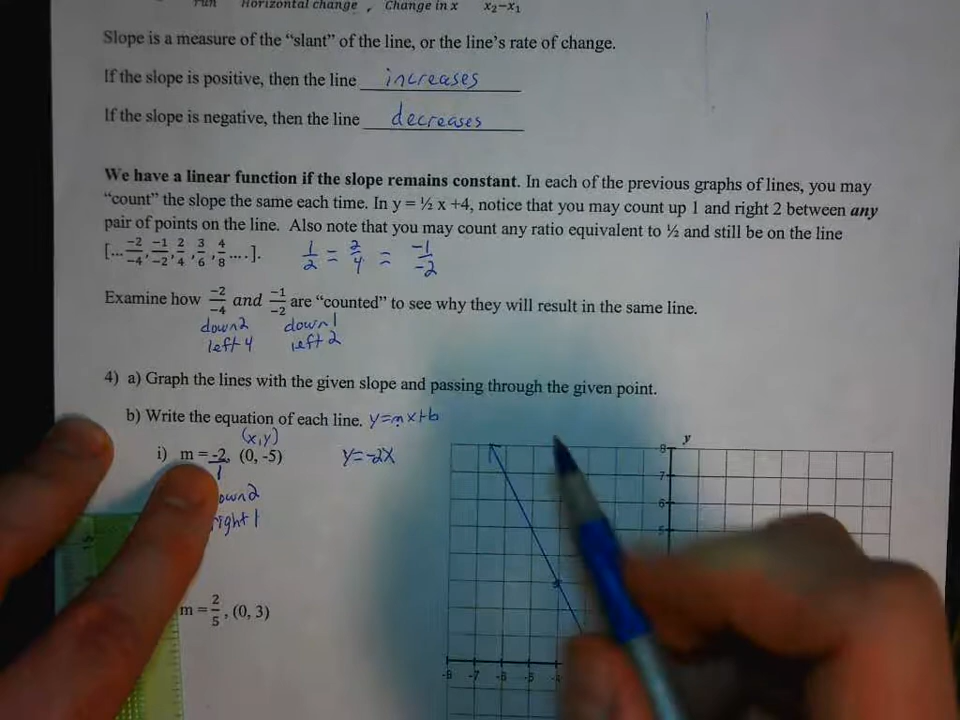 run Horizontal change , Change in x x₂−x₁
Slope is a measure of the “slant” of the line, or the line’s rate of change.
If the slope is positive, then the line increases
If the slope is negative, then the line decreases
We have a linear function if the slope remains constant. In each of the previous graphs of lines, you may
“count” the slope the same each time. In y = ½ x +4, notice that you may count up 1 and right 2 between any
pair of points on the line. Also note that you may count any ratio equivalent to ½ and still be on the line
[... −2/−4, −1/−2, 2/4, 3/6, 4/8 ....]. 1/2 = 2/4 = −1/−2
Examine how −2/−4 and −1/−2 are “counted” to see why they will result in the same line.
down 2 down 1
left 4 left 2
4) a) Graph the lines with the given slope and passing through the given point.
b) Write the equation of each line. y=mx+b
(x,y)
i) m = -2, (0, -5) y=-2x
1
own 2
right 1
m = 2/5, (0, 3)
y
8
7
6
5
-8 -7 -6 -5